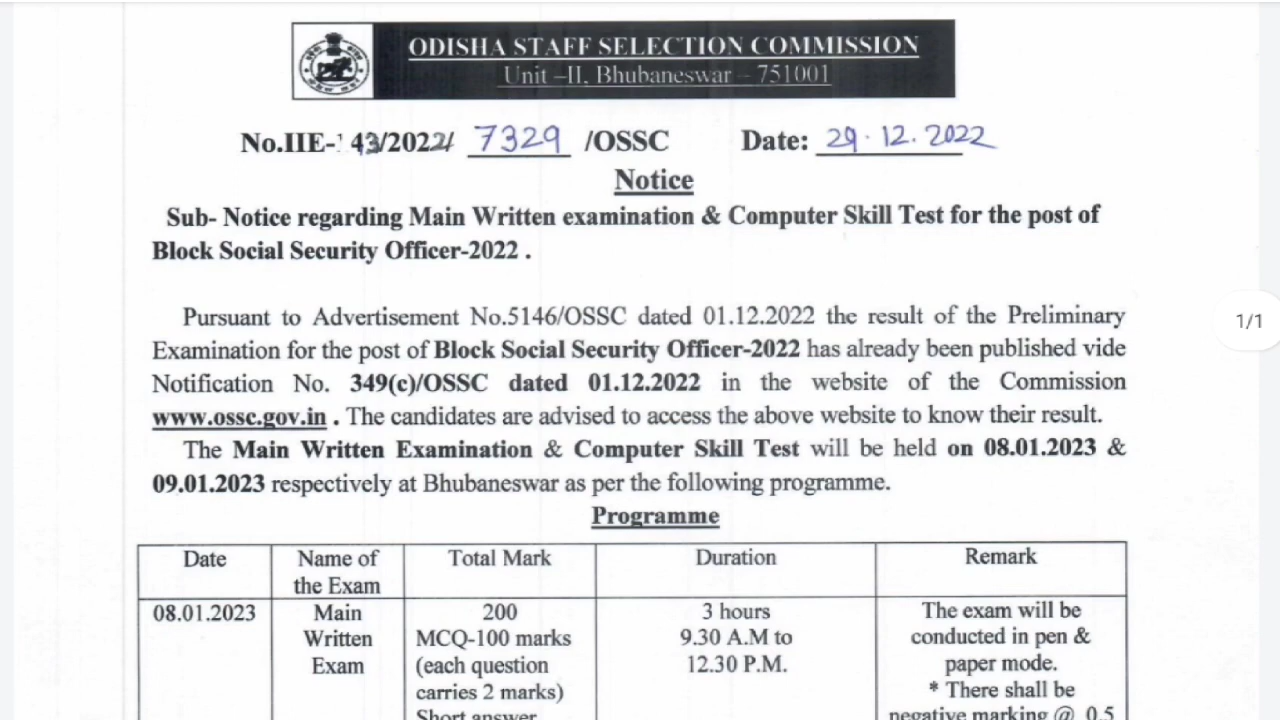 ODISHA STAFF SELECTION COMMISSION
Unit –II, Bhubaneswar – 751001
No.IIE- 43/2022/ 7329 /OSSC Date: 29.12.2022
Notice
Sub- Notice regarding Main Written examination & Computer Skill Test for the post of
Block Social Security Officer-2022 .
Pursuant to Advertisement No.5146/OSSC dated 01.12.2022 the result of the Preliminary
Examination for the post of Block Social Security Officer-2022 has already been published vide
Notification No. 349(c)/OSSC dated 01.12.2022 in the website of the Commission
www.ossc.gov.in . The candidates are advised to access the above website to know their result.
The Main Written Examination & Computer Skill Test will be held on 08.01.2023 &
09.01.2023 respectively at Bhubaneswar as per the following programme.
1/1
Programme
Date Name of the Exam Total Mark Duration Remark
08.01.2023 Main Written Exam
200
MCQ-100 marks
(each question
carries 2 marks)
Short answer
3 hours
9.30 A.M to
12.30 P.M.
The exam will be
conducted in pen &
paper mode.
* There shall be
negative marking @ 0.5